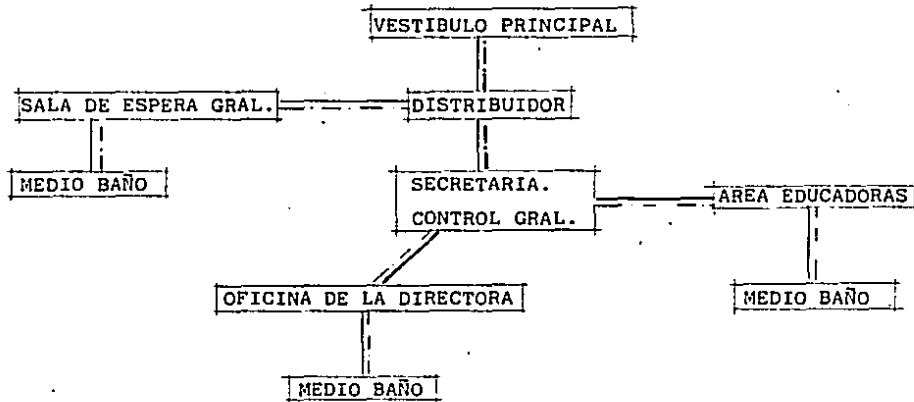 VESTIBULO PRINCIPAL
SALA DE ESPERA GRAL.
DISTRIBUIDOR
MEDIO BAÑO
SECRETARIA.
CONTROL GRAL.
AREA EDUCADORAS
OFICINA DE LA DIRECTORA
MEDIO BAÑO
MEDIO BAÑO